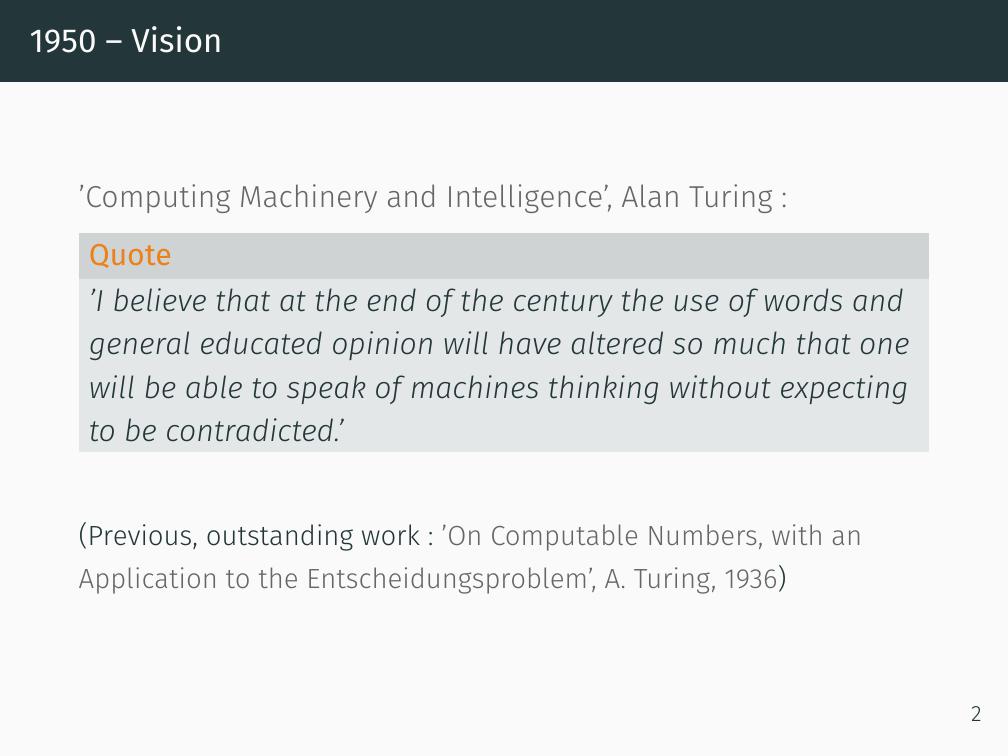 1950 – Vision
’Computing Machinery and Intelligence’, Alan Turing :
Quote
’I believe that at the end of the century the use of words and
general educated opinion will have altered so much that one
will be able to speak of machines thinking without expecting
to be contradicted.’
(Previous, outstanding work : ’On Computable Numbers, with an
Application to the Entscheidungsproblem’, A. Turing, 1936)
2